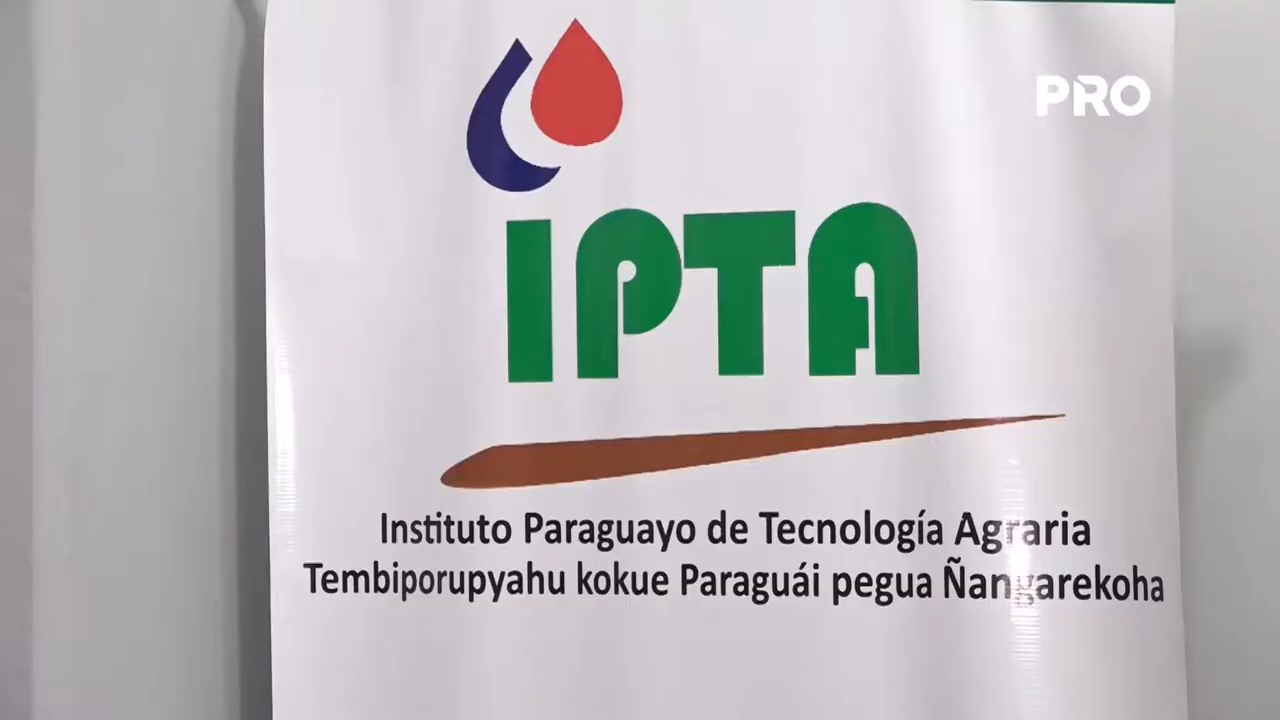 PRO
IPTA
Instituto Paraguayo de Tecnología Agraria
Tembiporupyahu kokue Paraguái pegua Ñangarekoha